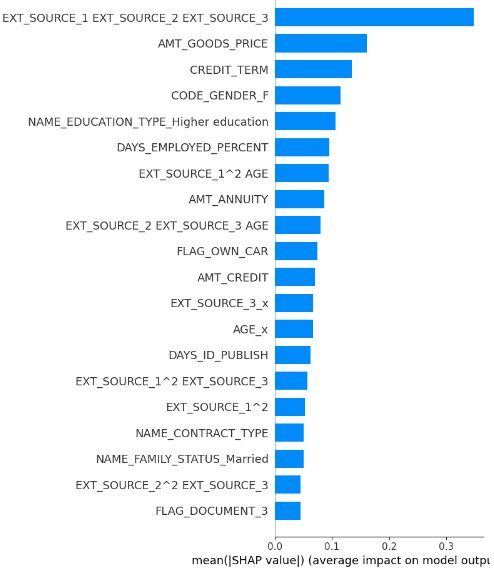 EXT_SOURCE_1 EXT_SOURCE_2 EXT_SOURCE_3
AMT_GOODS_PRICE
CREDIT_TERM
CODE_GENDER_F
NAME_EDUCATION_TYPE_Higher education
DAYS_EMPLOYED_PERCENT
EXT_SOURCE_1^2 AGE
AMT_ANNUITY
EXT_SOURCE_2 EXT_SOURCE_3 AGE
FLAG_OWN_CAR
AMT_CREDIT
EXT_SOURCE_3_x
AGE_x
DAYS_ID_PUBLISH
EXT_SOURCE_1^2 EXT_SOURCE_3
EXT_SOURCE_1^2
NAME_CONTRACT_TYPE
NAME_FAMILY_STATUS_Married
EXT_SOURCE_2^2 EXT_SOURCE_3
FLAG_DOCUMENT_3
0.0 0.1 0.2 0.3
mean(|SHAP value|) (average impact on model outp